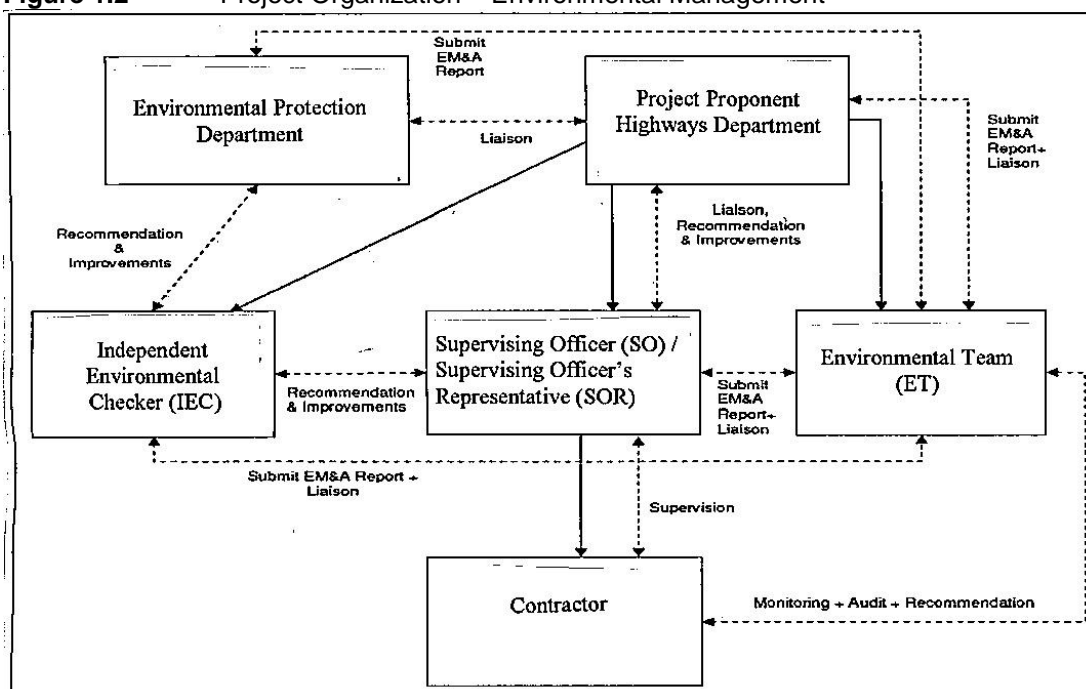 Figure 1.2 Project Organization – Environmental Management
Submit
EM&A
Report
Environmental Protection
Department
Liaison
Project Proponent
Highways Department
Submit
EM&A
Report+
Liaison
Recommendation
&
Improvements
Liaison,
Recommendation
& Improvements
Independent
Environmental
Checker (IEC)
Recommendation
& Improvements
Supervising Officer (SO) /
Supervising Officer's
Representative (SOR)
Submit
EM&A
Report+
Liaison
Environmental Team
(ET)
Submit EM&A Report +
Liaison
Supervision
Contractor
Monitoring + Audit + Recommendation